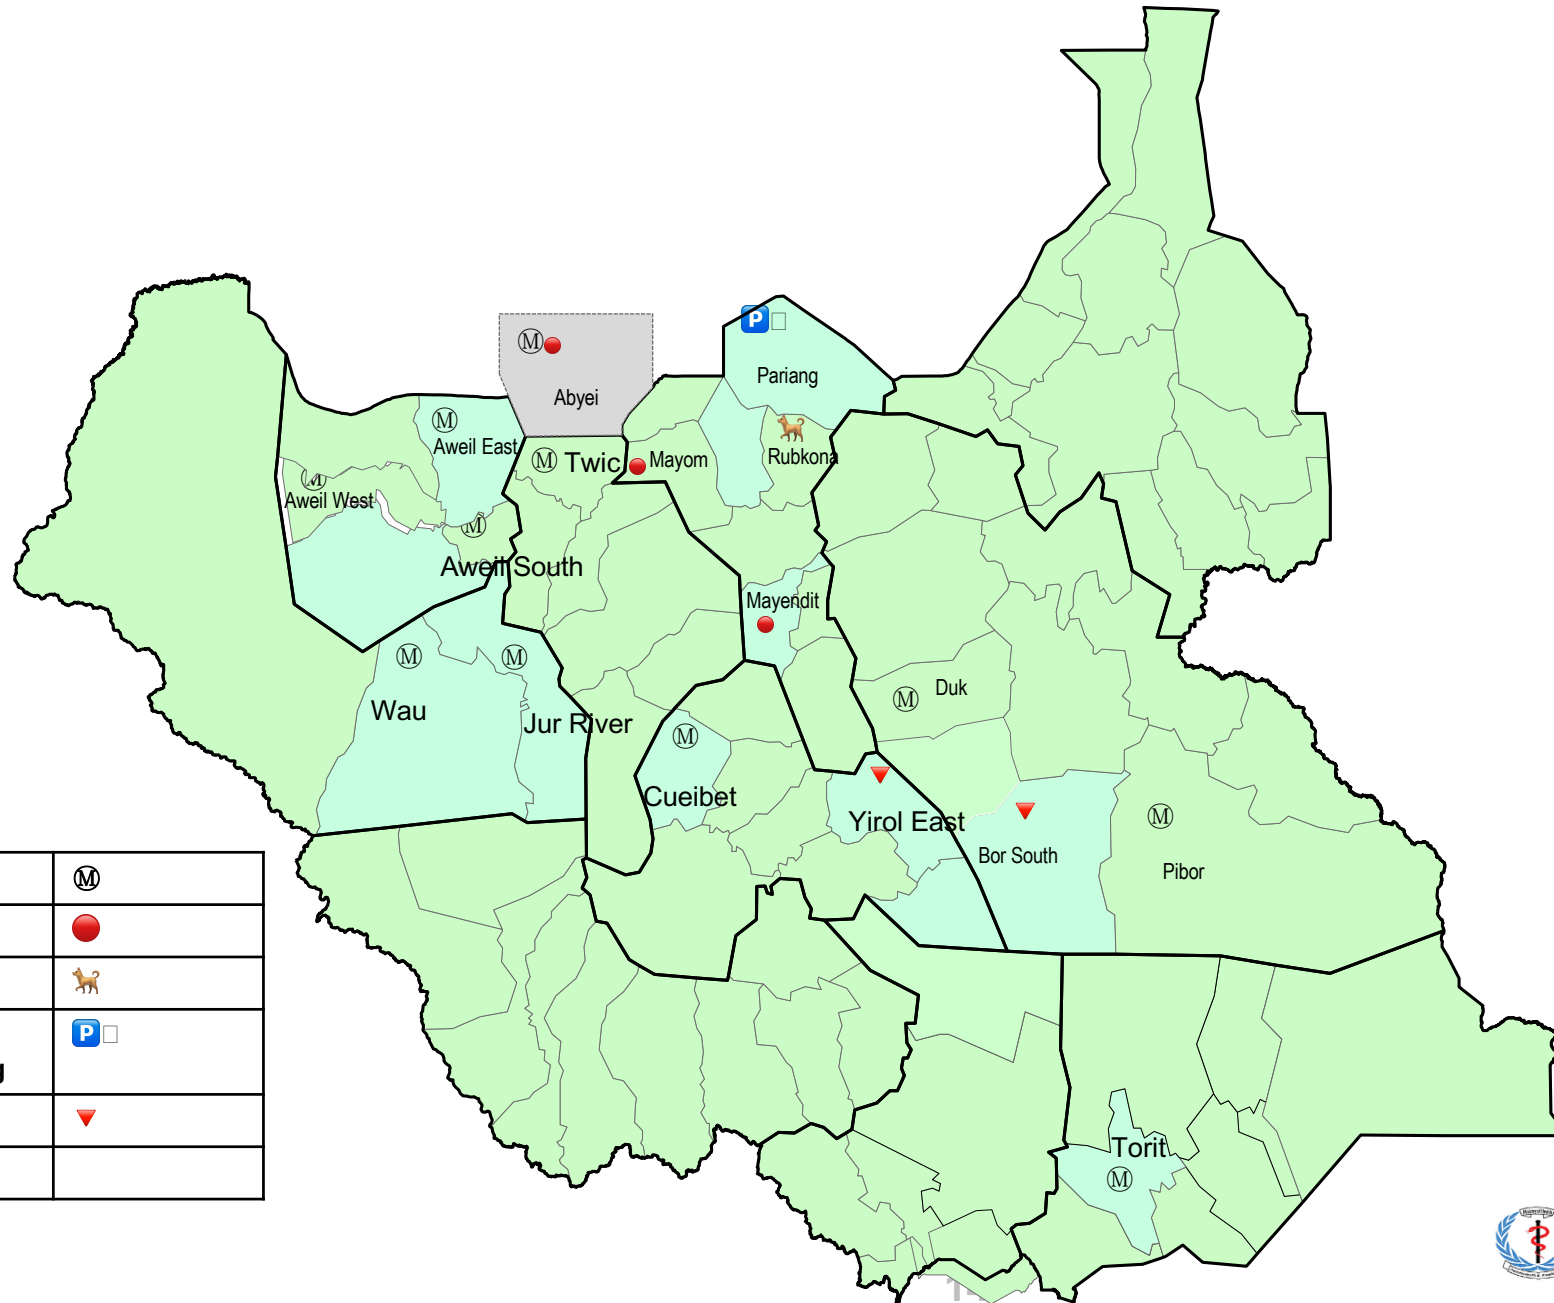 P
Pariang
Ⓜ
Abyei
Ⓜ
Aweil East
Ⓜ
Twic
Mayom
Rubkona
Ⓜ
Aweil West
Ⓜ
Aweil South
Mayendit
Ⓜ
Ⓜ
Wau
Jur River
Ⓜ
Duk
Ⓜ
Cueibet
Yirol East
Bor South
Ⓜ
Pibor
Ⓜ
P
g
Torit
Ⓜ